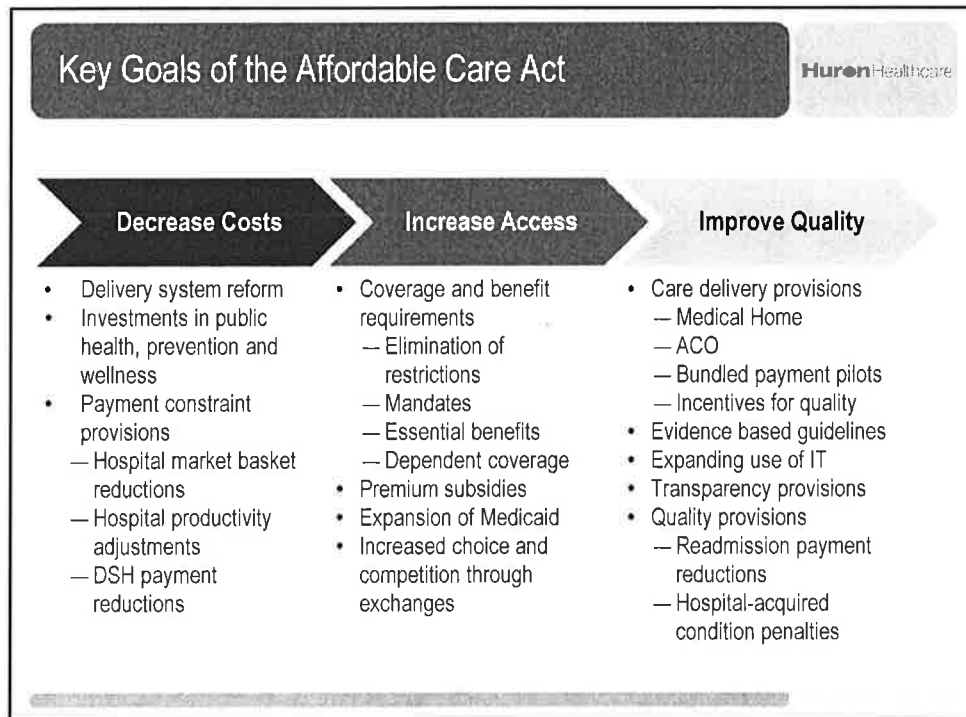 Key Goals of the Affordable Care Act
Huron Healthcare
Decrease Costs
• Delivery system reform
• Investments in public
health, prevention and
wellness
• Payment constraint
provisions
— Hospital market basket
reductions
— Hospital productivity
adjustments
— DSH payment
reductions
Increase Access
• Coverage and benefit
requirements
— Elimination of
restrictions
— Mandates
— Essential benefits
— Dependent coverage
• Premium subsidies
• Expansion of Medicaid
• Increased choice and
competition through
exchanges
Improve Quality
• Care delivery provisions
— Medical Home
— ACO
— Bundled payment pilots
— Incentives for quality
• Evidence based guidelines
• Expanding use of IT
• Transparency provisions
• Quality provisions
— Readmission payment
reductions
— Hospital-acquired
condition penalties